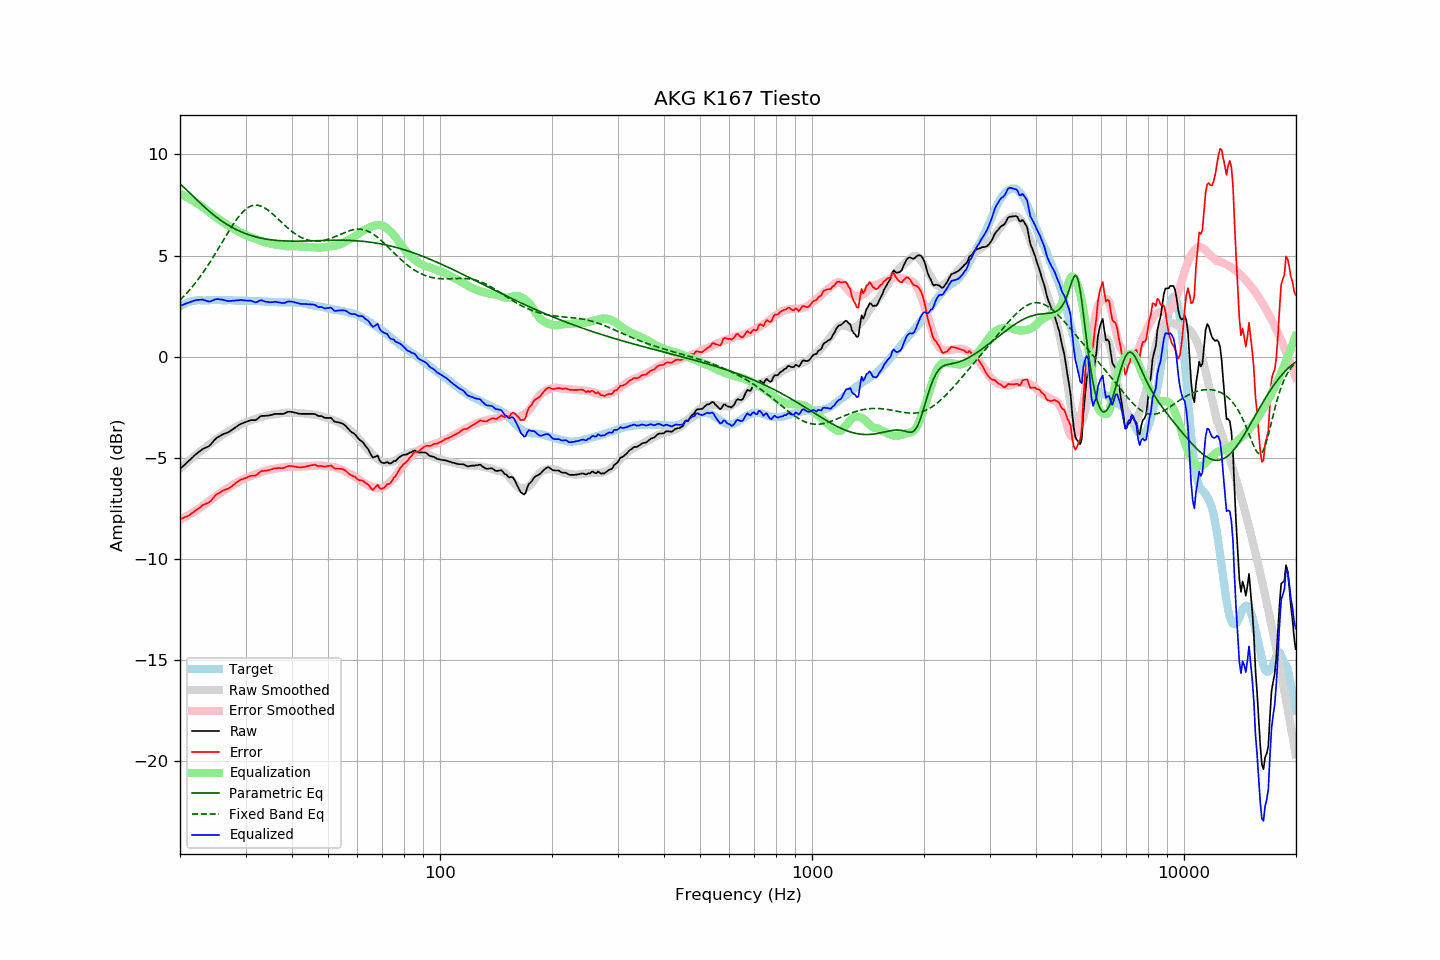 AKG K167 Tiesto
Amplitude (dBr)
10
5
0
−5
−10
−15
−20
Target
Raw Smoothed
Error Smoothed
Raw
Error
Equalization
Parametric Eq
Fixed Band Eq
Equalized
100
1000
10000
Frequency (Hz)